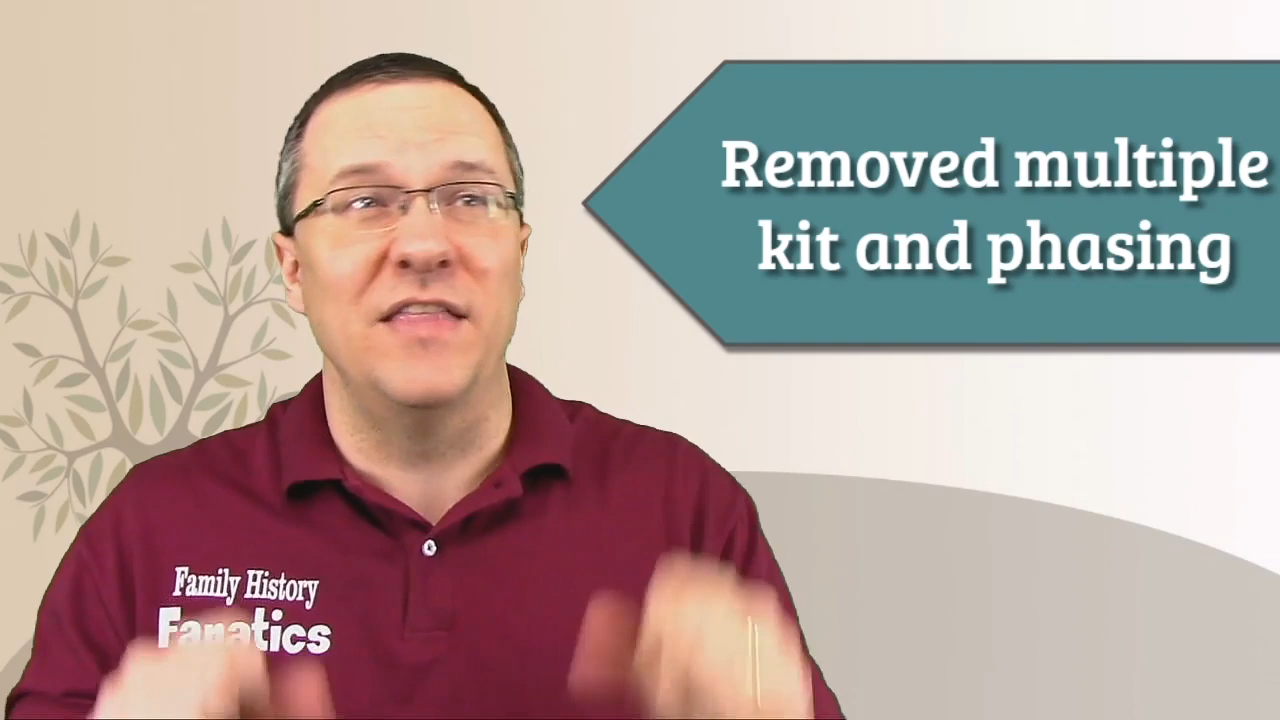 Removed multiple
kit and phasing
Family History
Fanatics